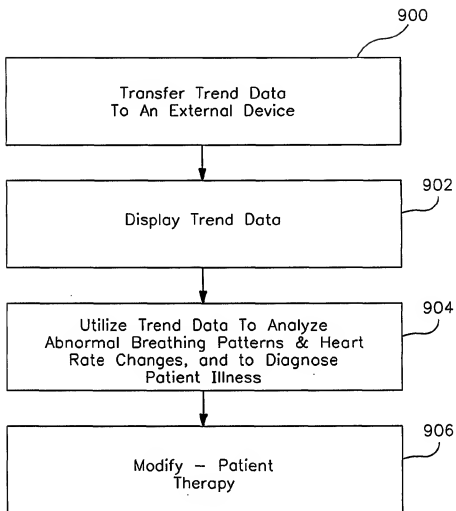 900
Transfer Trend Data
To An External Device
902
Display Trend Data
904
Utilize Trend Data To Analyze
Abnormal Breathing Patterns & Heart
Rate Changes, and to Diagnose
Patient Illness
906
Modify – Patient
Therapy